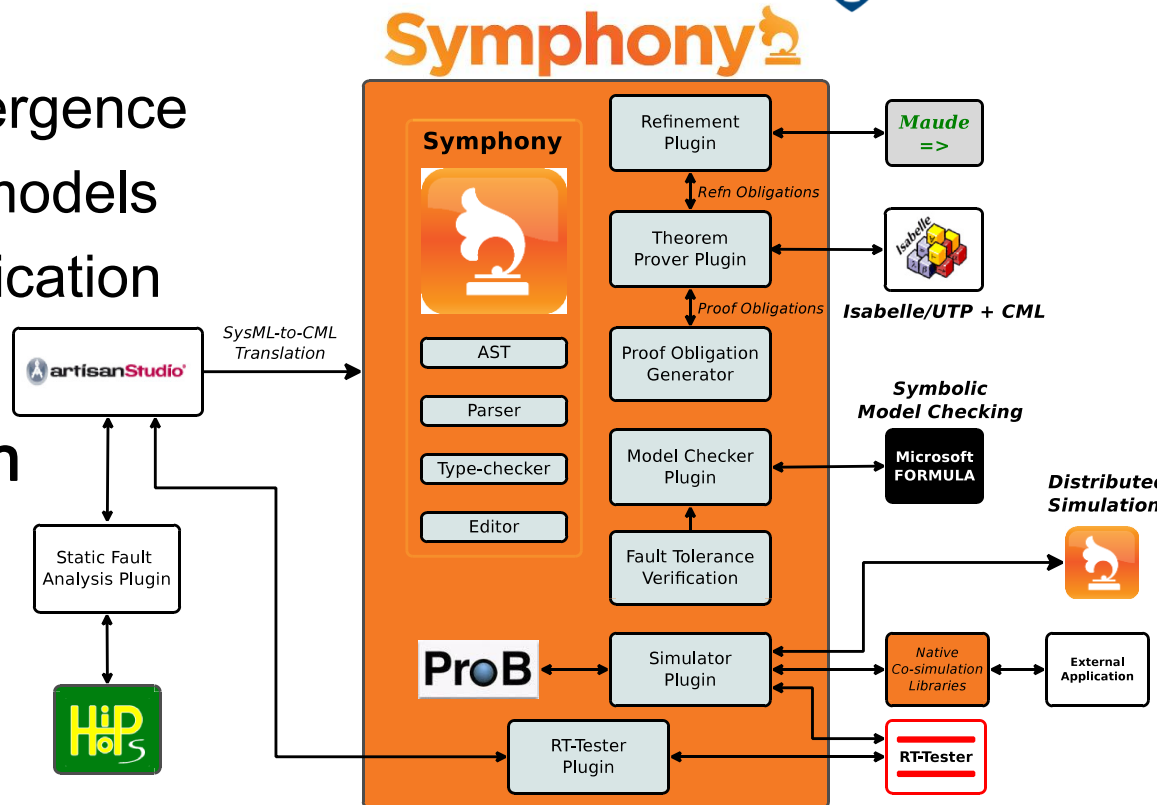 Symphony
ergence
models
ication
n
artisanStudio
SysML-to-CML
Translation
Static Fault
Analysis Plugin
HiP
HOPS
Symphony
AST
Parser
Type-checker
Editor
ProB
Refinement
Plugin
Refn Obligations
Theorem
Prover Plugin
Proof Obligations
Proof Obligation
Generator
Model Checker
Plugin
Fault Tolerance
Verification
Simulator
Plugin
RT-Tester
Plugin
Maude
=>
Isabelle
Isabelle/UTP + CML
Symbolic
Model Checking
Microsoft
FORMULA
Distributed
Simulation
Native
Co-simulation
Libraries
External
Application
RT-Tester